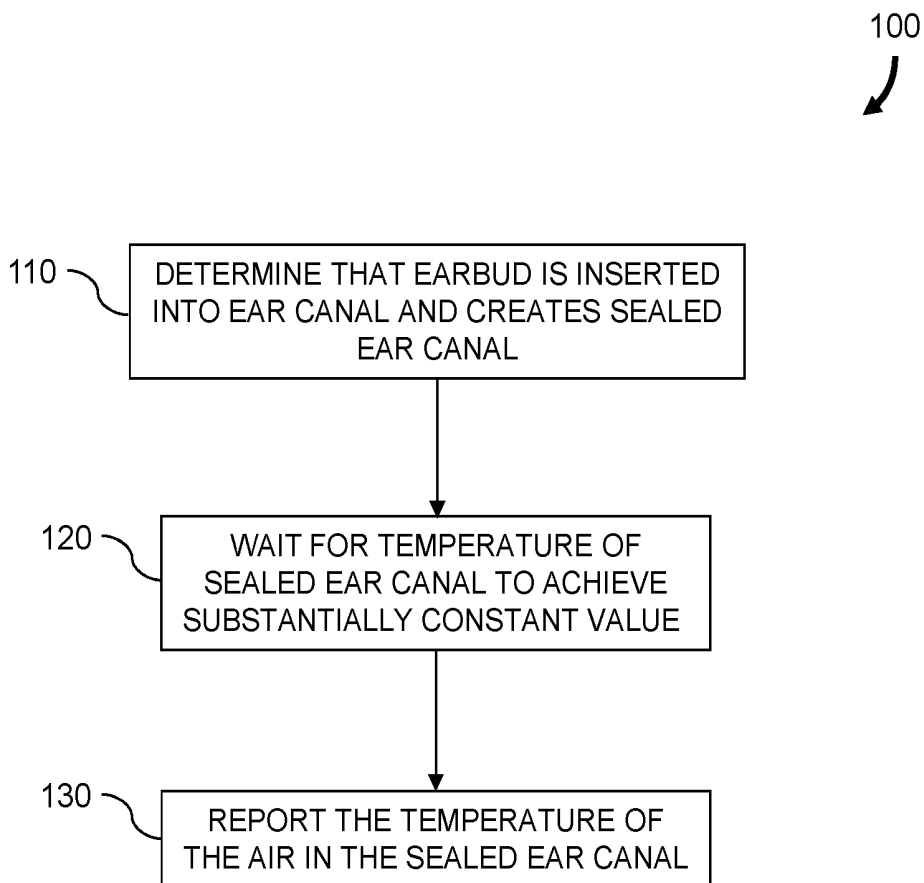 100
110
DETERMINE THAT EARBUD IS INSERTED
INTO EAR CANAL AND CREATES SEALED
EAR CANAL
120
WAIT FOR TEMPERATURE OF
SEALED EAR CANAL TO ACHIEVE
SUBSTANTIALLY CONSTANT VALUE
130
REPORT THE TEMPERATURE OF
THE AIR IN THE SEALED EAR CANAL